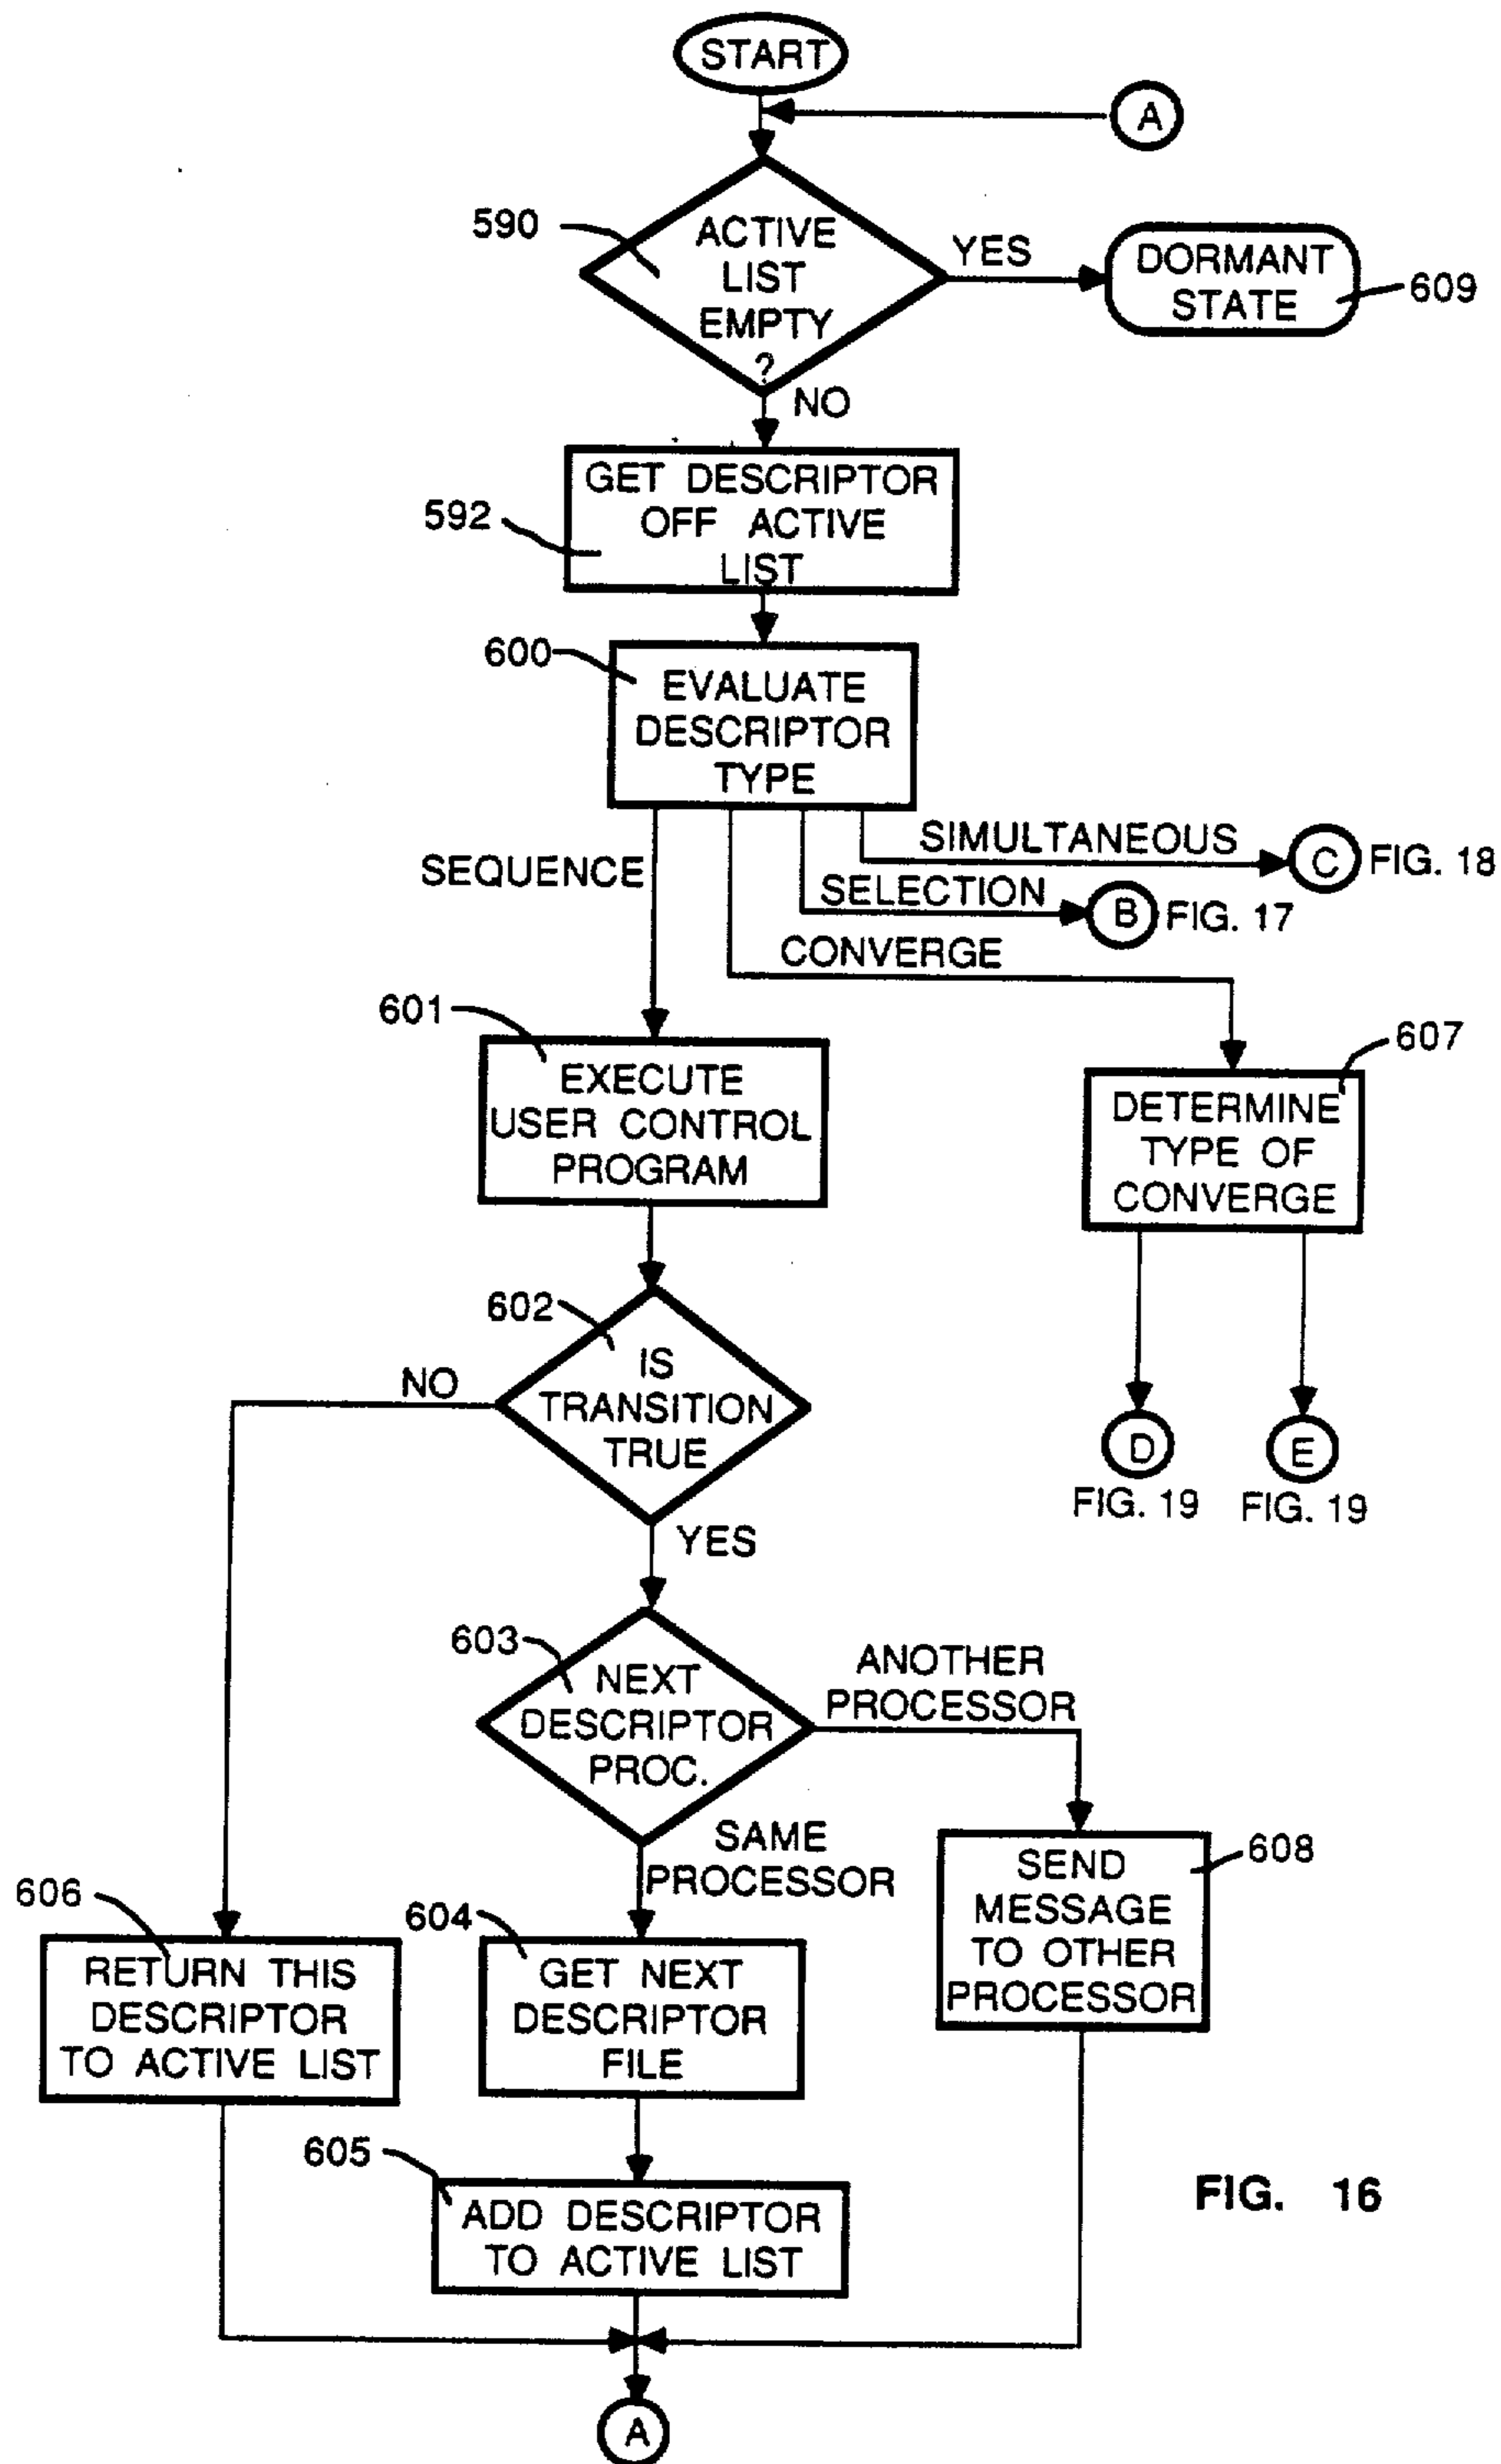 START
A
590
ACTIVE
LIST
EMPTY
?
YES
DORMANT
STATE
609
NO
592
GET DESCRIPTOR
OFF ACTIVE
LIST
600
EVALUATE
DESCRIPTOR
TYPE
SEQUENCE
SIMULTANEOUS
C
FIG. 18
SELECTION
B
FIG. 17
CONVERGE
601
EXECUTE
USER CONTROL
PROGRAM
607
DETERMINE
TYPE OF
CONVERGE
602
IS
TRANSITION
TRUE
NO
YES
D
FIG. 19
E
FIG. 19
603
NEXT
DESCRIPTOR
PROC.
ANOTHER
PROCESSOR
SAME
PROCESSOR
608
SEND
MESSAGE
TO OTHER
PROCESSOR
606
RETURN THIS
DESCRIPTOR
TO ACTIVE LIST
604
GET NEXT
DESCRIPTOR
FILE
605
ADD DESCRIPTOR
TO ACTIVE LIST
FIG. 16
A